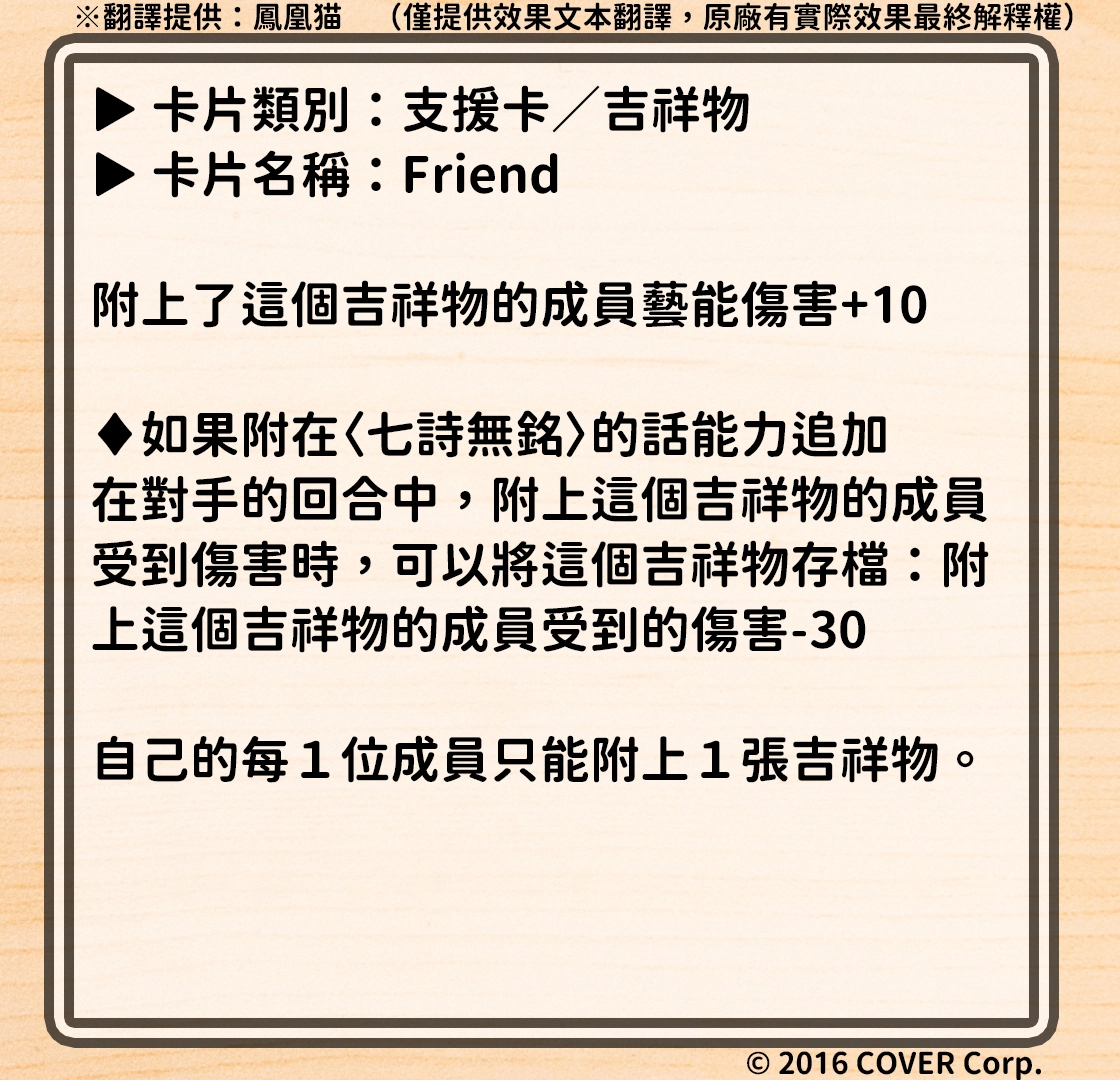 ※翻譯提供：鳳凰猫　（僅提供效果文本翻譯，原廠有實際效果最終解釋權）
▶ 卡片類別：支援卡／吉祥物
▶ 卡片名稱：Friend
附上了這個吉祥物的成員藝能傷害+10
♦如果附在〈七詩無銘〉的話能力追加
在對手的回合中，附上這個吉祥物的成員
受到傷害時，可以將這個吉祥物存檔：附
上這個吉祥物的成員受到的傷害-30
自己的每１位成員只能附上１張吉祥物。
© 2016 COVER Corp.